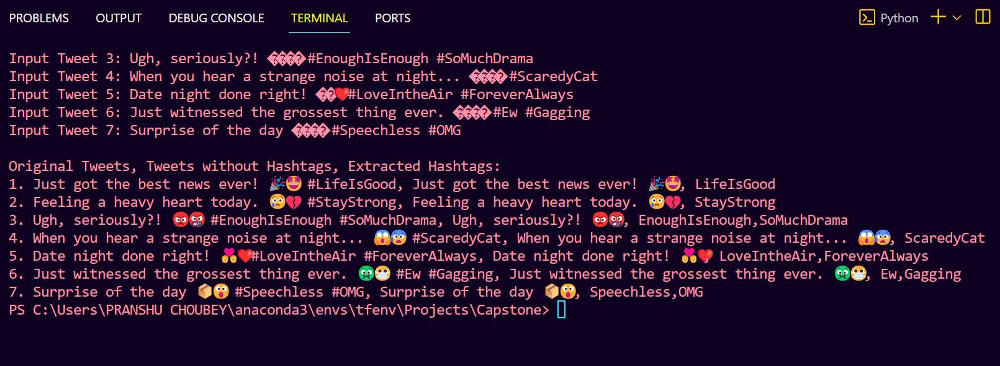 PROBLEMS OUTPUT DEBUG CONSOLE TERMINAL PORTS Python
Input Tweet 3: Ugh, seriously?! ����#EnoughIsEnough #SoMuchDrama
Input Tweet 4: When you hear a strange noise at night... ����#ScaredyCat
Input Tweet 5: Date night done right! ��❤️#LoveIntheAir #ForeverAlways
Input Tweet 6: Just witnessed the grossest thing ever. ����#Ew #Gagging
Input Tweet 7: Surprise of the day ����#Speechless #OMG
Original Tweets, Tweets without Hashtags, Extracted Hashtags:
1. Just got the best news ever! 🎉🤩 #LifeIsGood, Just got the best news ever! 🎉🤩, LifeIsGood
2. Feeling a heavy heart today. 😢💔 #StayStrong, Feeling a heavy heart today. 😢💔, StayStrong
3. Ugh, seriously?! 😡🤬 #EnoughIsEnough #SoMuchDrama, Ugh, seriously?! 😡🤬, EnoughIsEnough,SoMuchDrama
4. When you hear a strange noise at night... 😱😰 #ScaredyCat, When you hear a strange noise at night... 😱😰, ScaredyCat
5. Date night done right! 💏❤️#LoveIntheAir #ForeverAlways, Date night done right! 💏❤️, LoveIntheAir,ForeverAlways
6. Just witnessed the grossest thing ever. 🤢😷 #Ew #Gagging, Just witnessed the grossest thing ever. 🤢😷, Ew,Gagging
7. Surprise of the day 📦😲 #Speechless #OMG, Surprise of the day 📦😲, Speechless,OMG
PS C:\Users\PRANSHU CHOUBEY\anaconda3\envs\tfenv\Projects\Capstone>